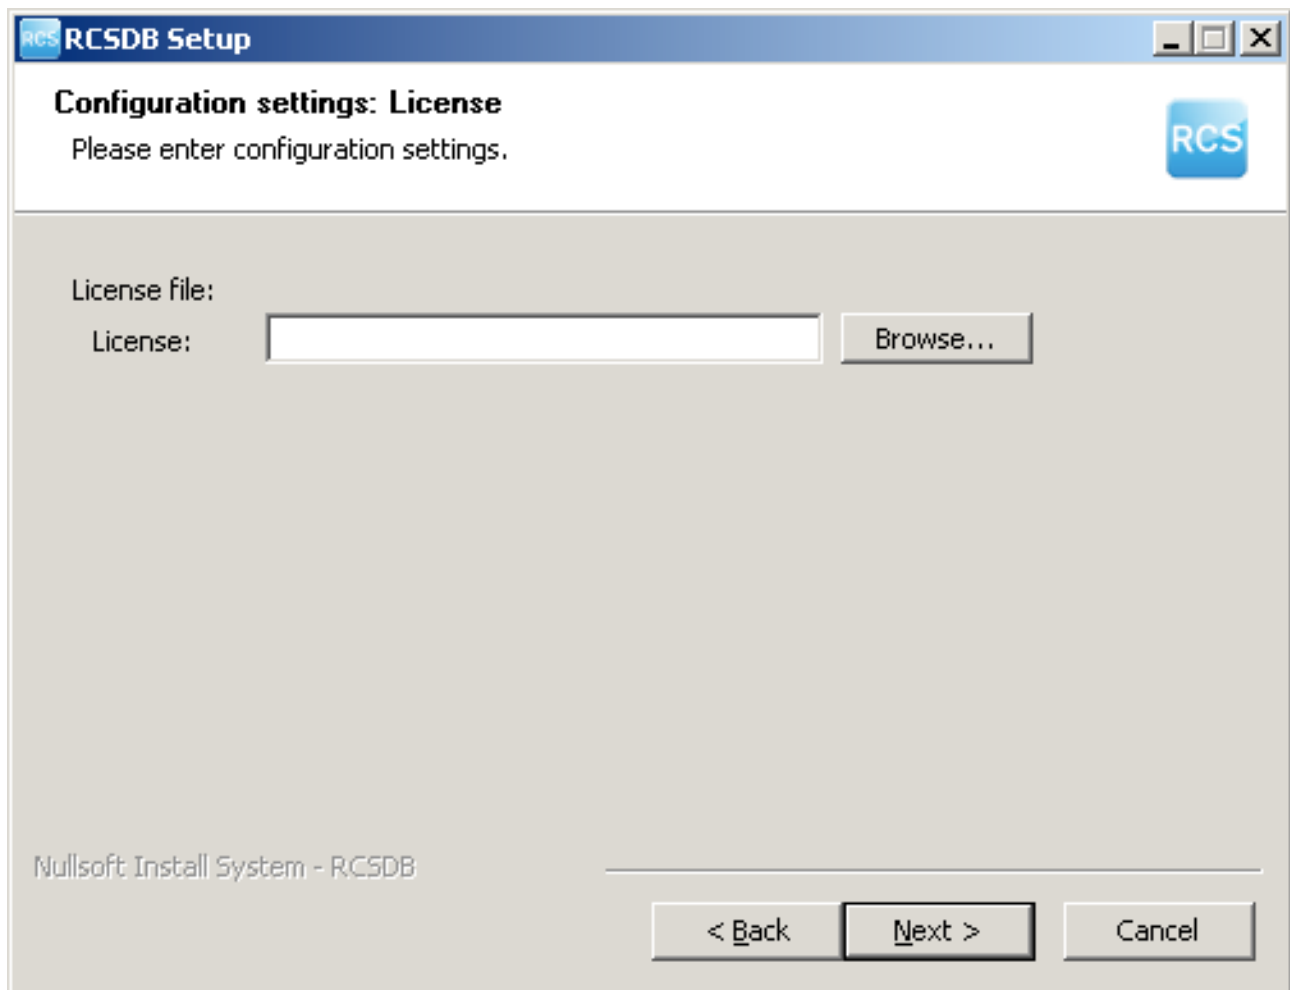 RCS RCSDB Setup
Configuration settings: License
Please enter configuration settings.
RCS
License file:
License:
Browse...
Nullsoft Install System - RCSDB
< Back
Next >
Cancel